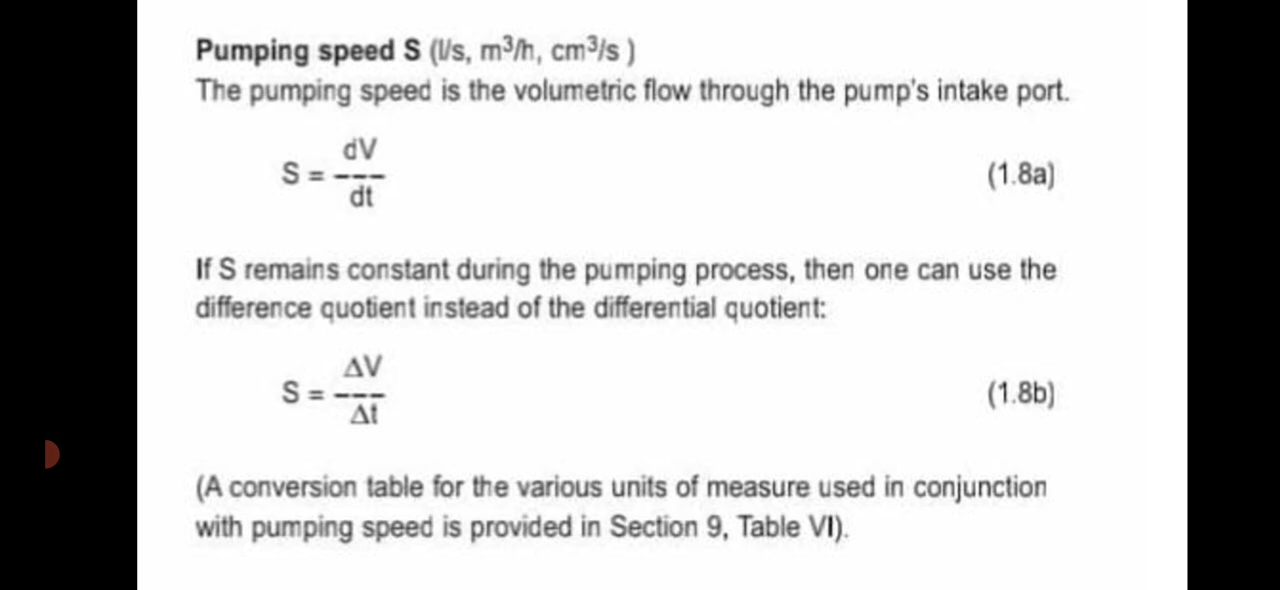 Pumping speed S (l/s, m³/h, cm³/s )
The pumping speed is the volumetric flow through the pump's intake port.
S = dV
---
dt
(1.8a)
If S remains constant during the pumping process, then one can use the
difference quotient instead of the differential quotient:
S = ΔV
---
Δt
(1.8b)
(A conversion table for the various units of measure used in conjunction
with pumping speed is provided in Section 9, Table VI).